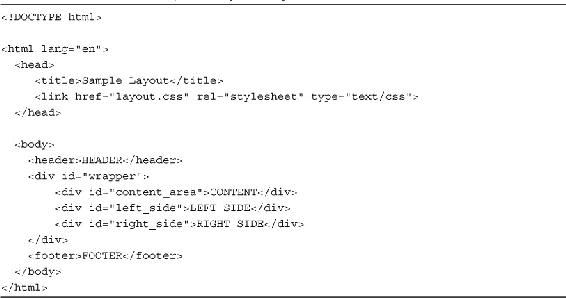 <!DOCTYPE html>
<html lang="en">
<head>
<title>Sample Layout</title>
<link href="layout.css" rel="stylesheet" type="text/css">
</head>
<body>
<header>HEADER</header>
<div id="wrapper">
<div id="content_area">CONTENT</div>
<div id="left_side">LEFT SIDE</div>
<div id="right_side">RIGHT SIDE</div>
</div>
<footer>FOOTER</footer>
</body>
</html>